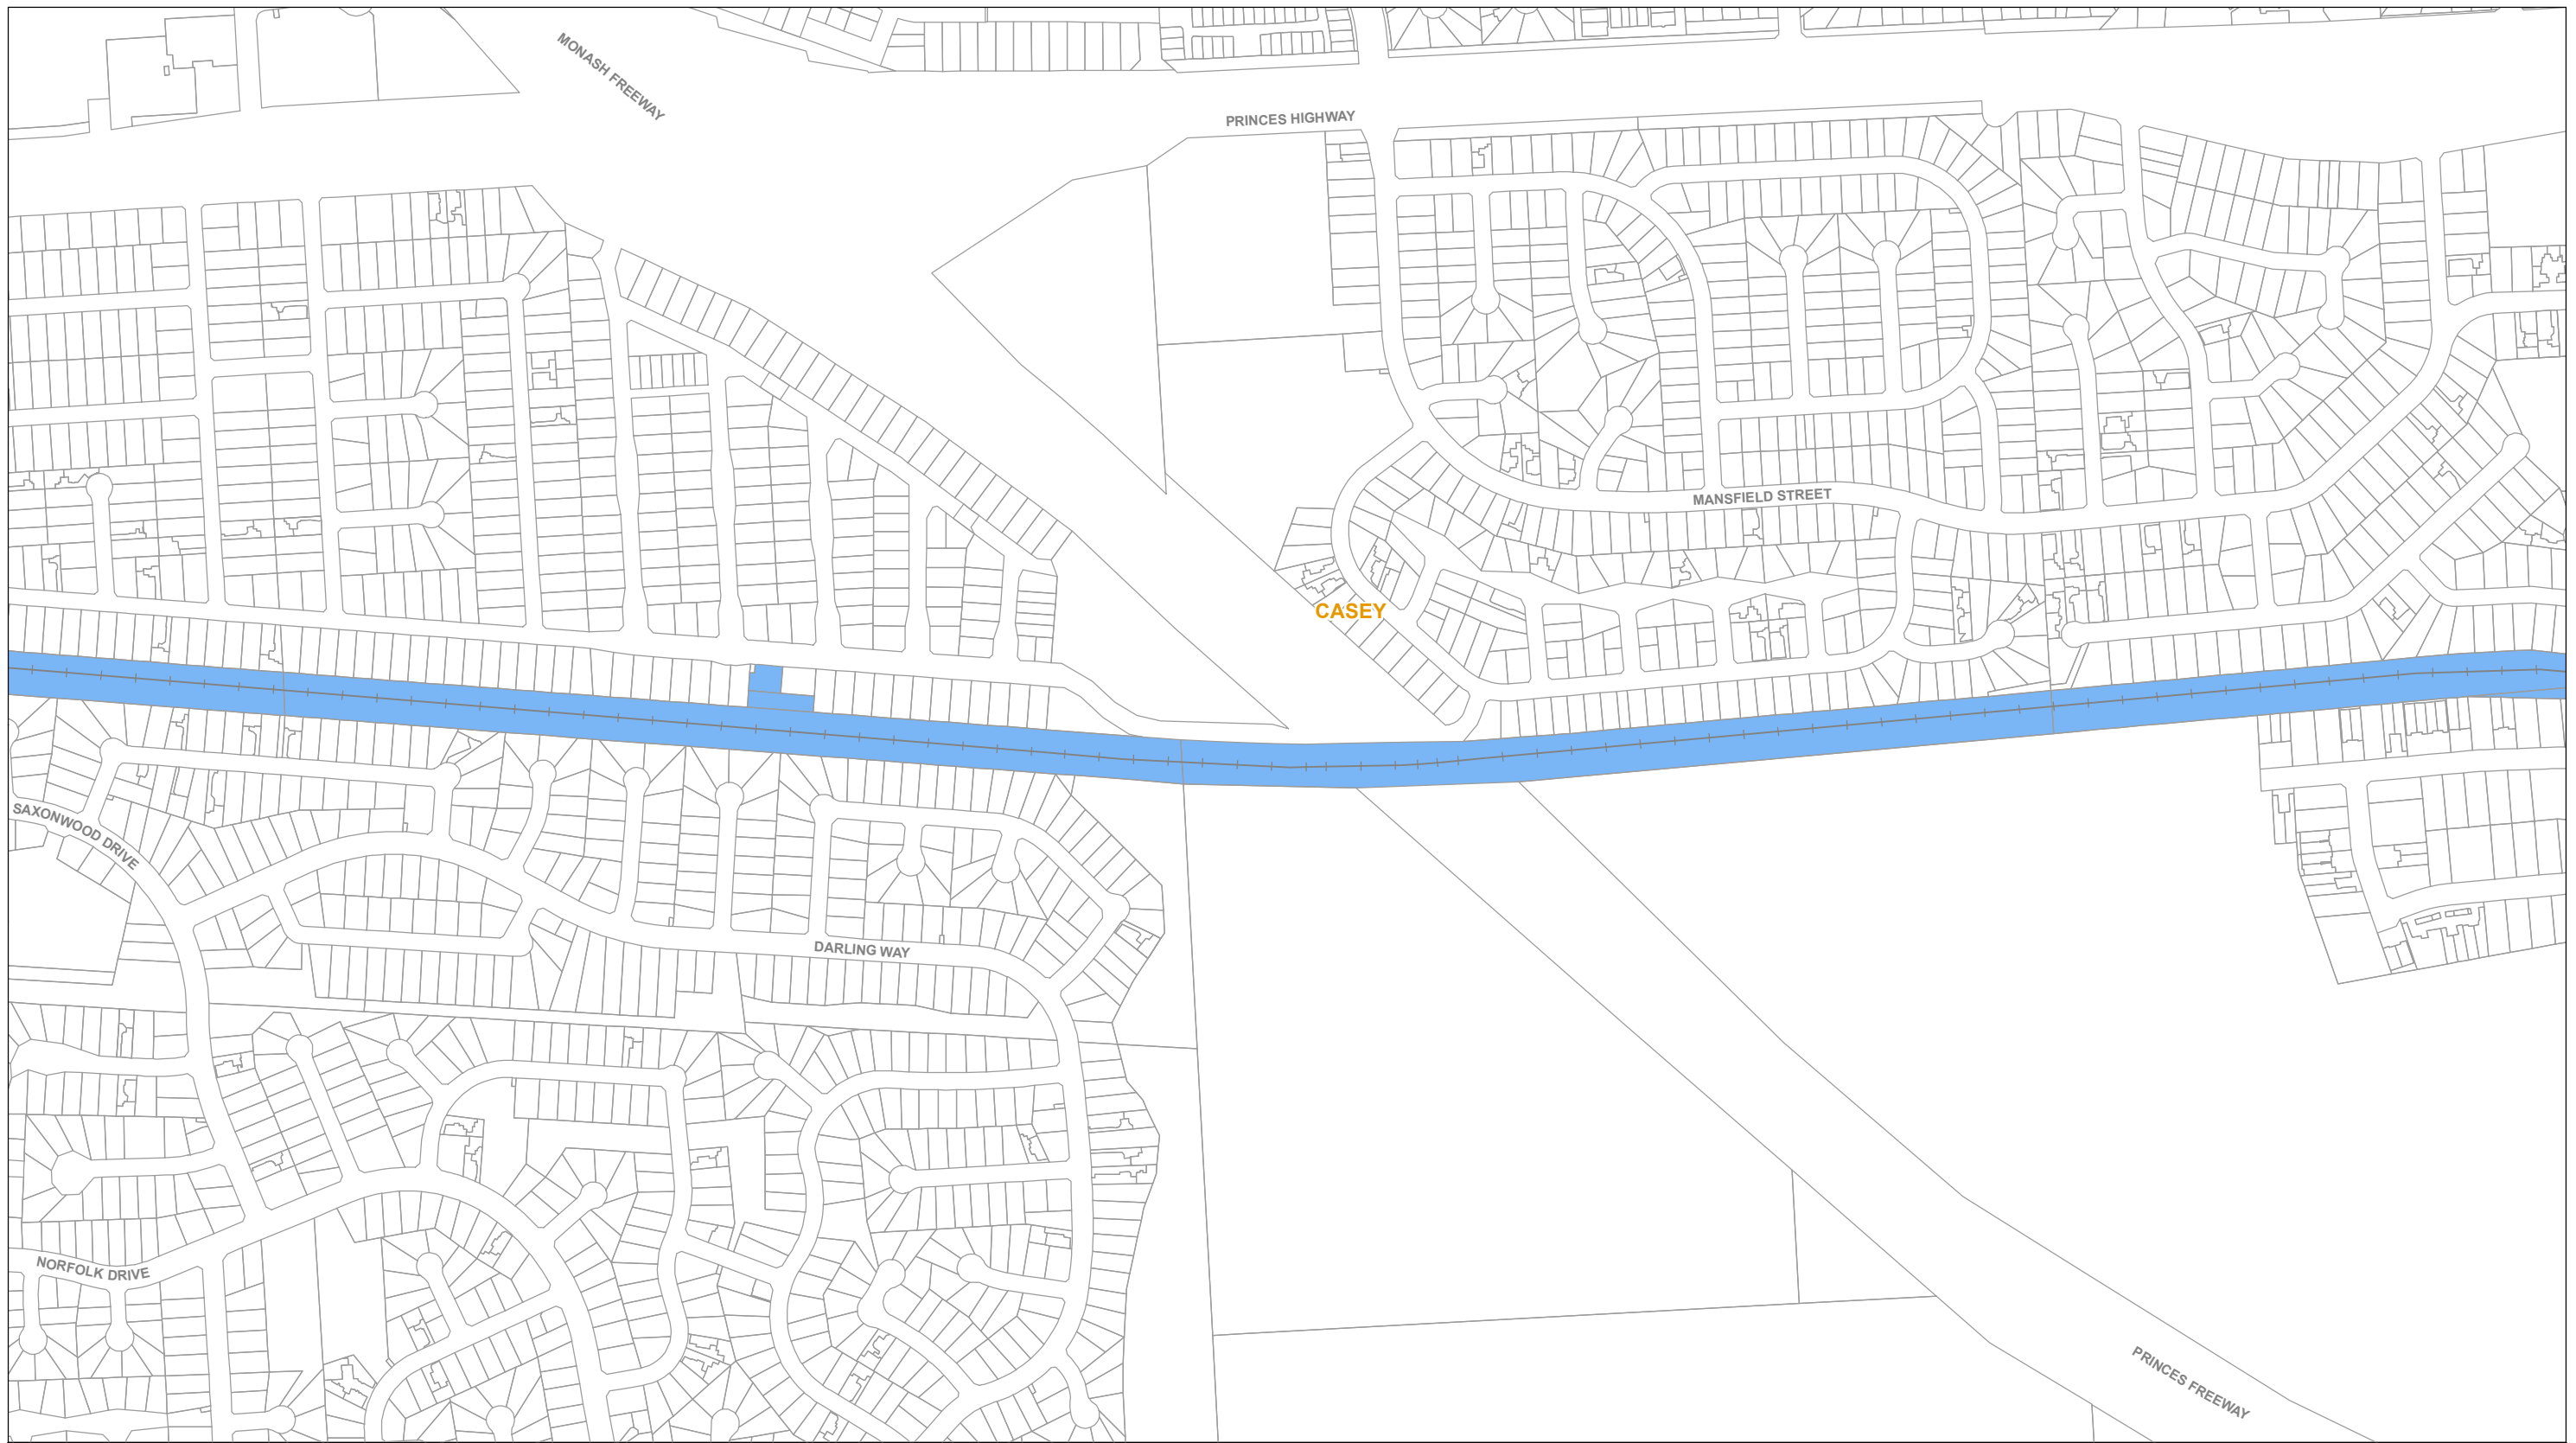 MONASH FREEWAY
PRINCES HIGHWAY
MANSFIELD STREET
CASEY
SAXONWOOD DRIVE
DARLING WAY
NORFOLK DRIVE
PRINCES FREEWAY